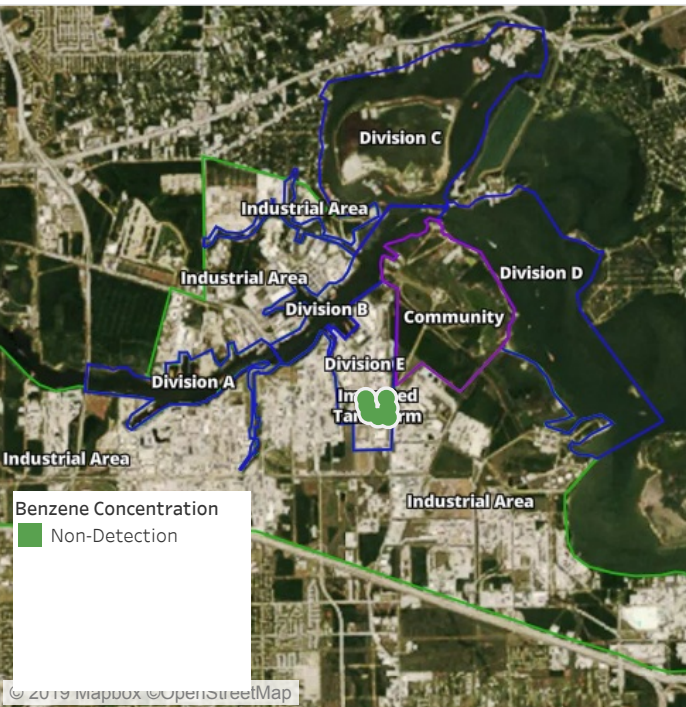 Division C
Industrial Area
Division D
Industrial Area
Division B
Community
Division E
Division A
Industrial Area
Industrial Area
Benzene Concentration
Non-Detection
© 2019 Mapbox ©OpenStreetMap